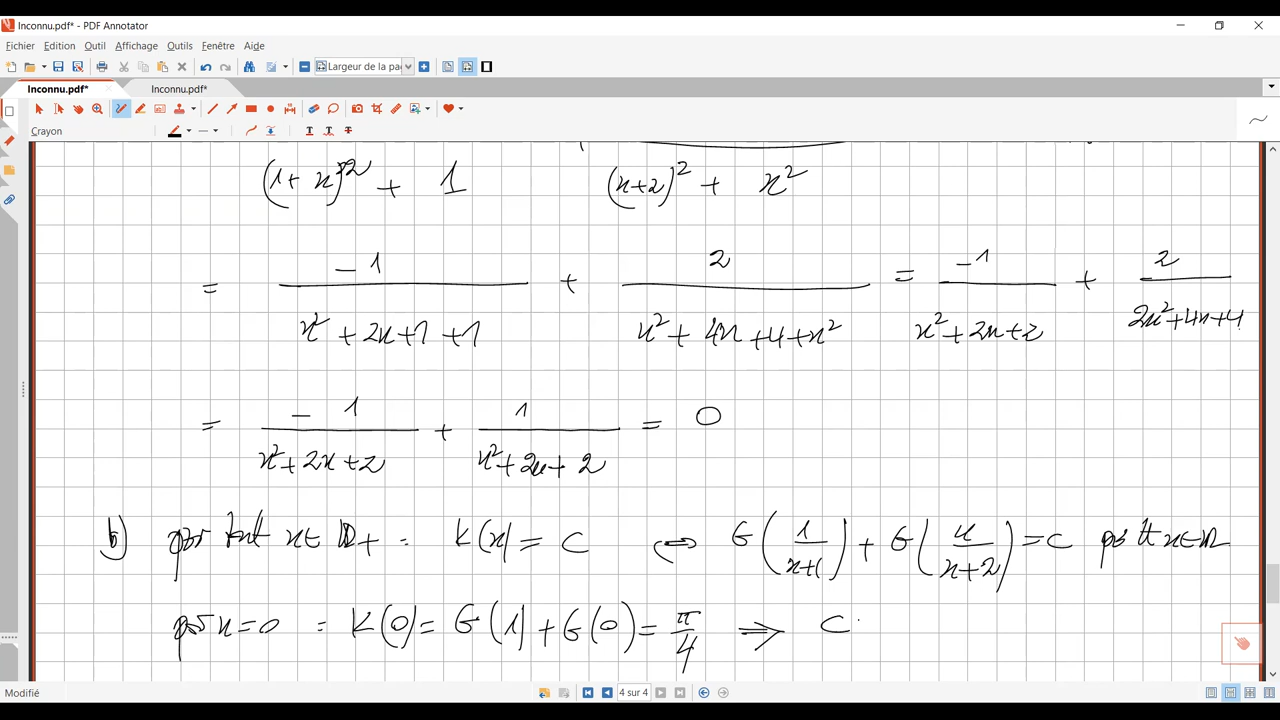 Inconnu.pdf* - PDF Annotator
Fichier Edition Outil Affichage Outils Fenêtre Aide
Largeur de la pa
Inconnu.pdf* Inconnu.pdf*
Crayon
(1+x)² + 1 (x+2)² + x²
= -1/(x² + 2x+1 +1) + 2/(x² + 4x+4+x²) = -1/(x²+2x+2) + 2/(2x²+4x+4)
= -1/(x²+2x+2) + 1/(x²+2x+2) = 0
b) pour tout x∈ℝ+ : K(x) = C ⟺ G(1/(x+1)) + G(x/(x+2)) = C pr tt x∈ℝ
pour x=0 : K(0) = G(1) + G(0) = π/4 ⟹ C
Modifié 4 sur 4